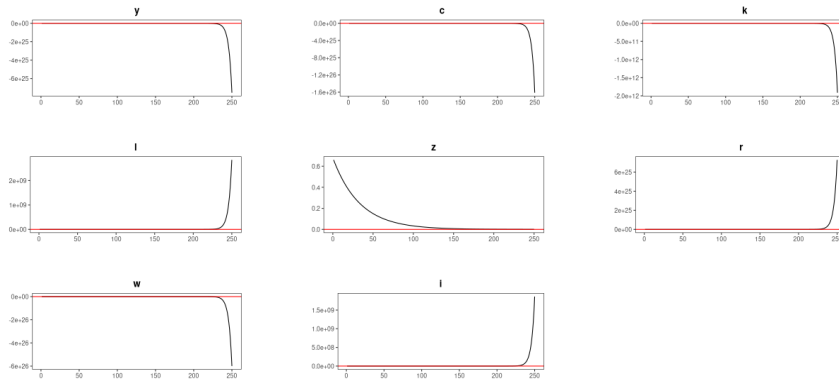 y c k
0e+00 0.0e+00 0.0e+00
-2e+25 -4.0e+25 -5.0e+11
-4e+25 -8.0e+25 -1.0e+12
-6e+25 -1.2e+26 -1.5e+12
-1.6e+26 -2.0e+12
0 50 100 150 200 250 0 50 100 150 200 250 0 50 100 150 200 250
l z r
2e+09 0.6 6e+25
1e+09 0.4 4e+25
0e+00 0.2 2e+25
0.0 0e+00
0 50 100 150 200 250 0 50 100 150 200 250 0 50 100 150 200 250
w i
0e+00 1.5e+09
-2e+26 1.0e+09
-4e+26 5.0e+08
-6e+26 0.0e+00
0 50 100 150 200 250 0 50 100 150 200 250